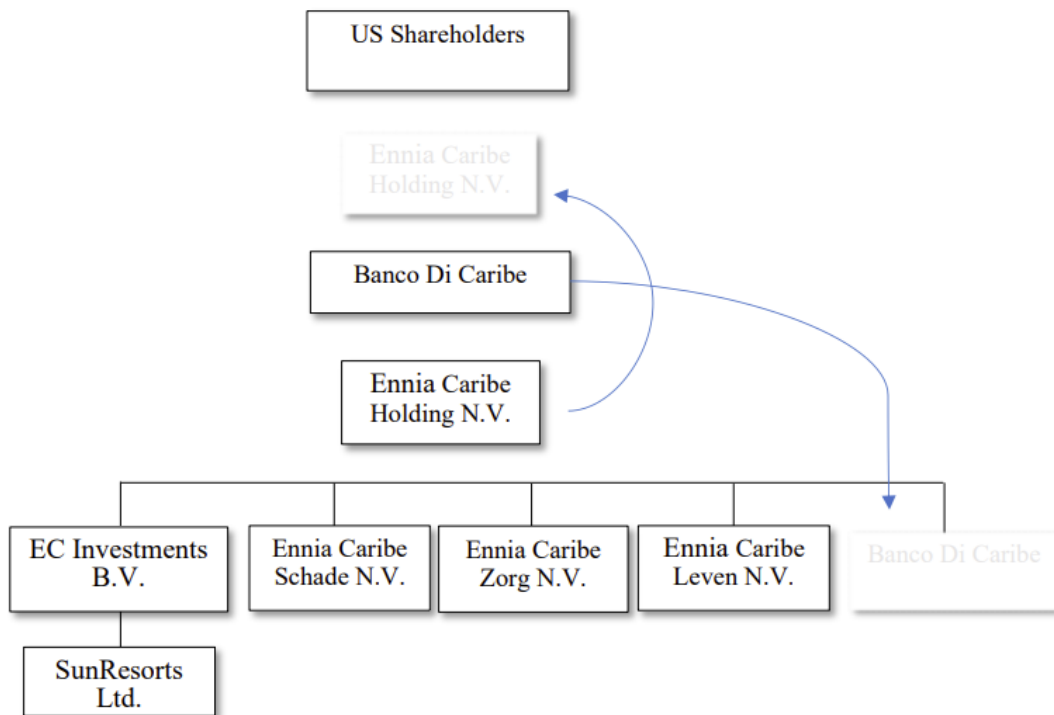 US Shareholders
Ennia Caribe
Holding N.V.
Banco Di Caribe
Ennia Caribe
Holding N.V.
EC Investments
B.V.
Ennia Caribe
Schade N.V.
Ennia Caribe
Zorg N.V.
Ennia Caribe
Leven N.V.
Banco Di Caribe
SunResorts
Ltd.